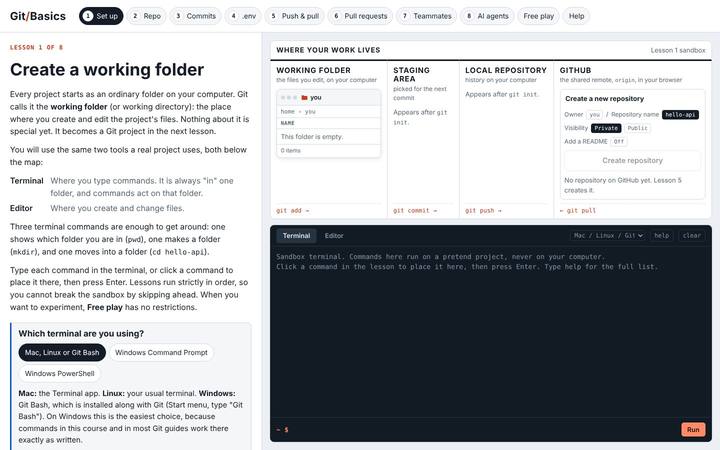 Git/Basics
1 Set up
2 Repo
3 Commits
4 .env
5 Push & pull
6 Pull requests
7 Teammates
8 AI agents
Free play
Help
LESSON 1 OF 8
Create a working folder
Every project starts as an ordinary folder on your computer. Git
calls it the working folder (or working directory): the place
where you create and edit the project's files. Nothing about it is
special yet. It becomes a Git project in the next lesson.
You will use the same two tools a real project uses, both below
the map:
Terminal Where you type commands. It is always "in" one
folder, and commands act on that folder.
Editor Where you create and change files.
Three terminal commands are enough to get around: one
shows which folder you are in (pwd), one makes a folder
(mkdir), and one moves into a folder (cd hello-api).
Type each command in the terminal, or click a command to
place it there, then press Enter. Lessons run strictly in order, so
you cannot break the sandbox by skipping ahead. When you
want to experiment, Free play has no restrictions.
Which terminal are you using?
Mac, Linux or Git Bash
Windows Command Prompt
Windows PowerShell
Mac: the Terminal app. Linux: your usual terminal. Windows:
Git Bash, which is installed along with Git (Start menu, type "Git
Bash"). On Windows this is the easiest choice, because
commands in this course and in most Git guides work there
exactly as written.
WHERE YOUR WORK LIVES
Lesson 1 sandbox
WORKING FOLDER
the files you edit, on your computer
you
home › you
NAME
This folder is empty.
0 items
git add →
STAGING
AREA
picked for the next
commit
Appears after git
init.
git commit →
LOCAL REPOSITORY
history on your computer
Appears after git init.
git push →
GITHUB
the shared remote, origin, in your browser
Create a new repository
Owner you / Repository name hello-api
Visibility Private Public
Add a README Off
Create repository
No repository on GitHub yet. Lesson 5
creates it.
← git pull
Terminal
Editor
Mac / Linux / Git
help
clear
Sandbox terminal. Commands here run on a pretend project, never on your computer.
Click a command in the lesson to place it here, then press Enter. Type help for the full list.
~ $
Run